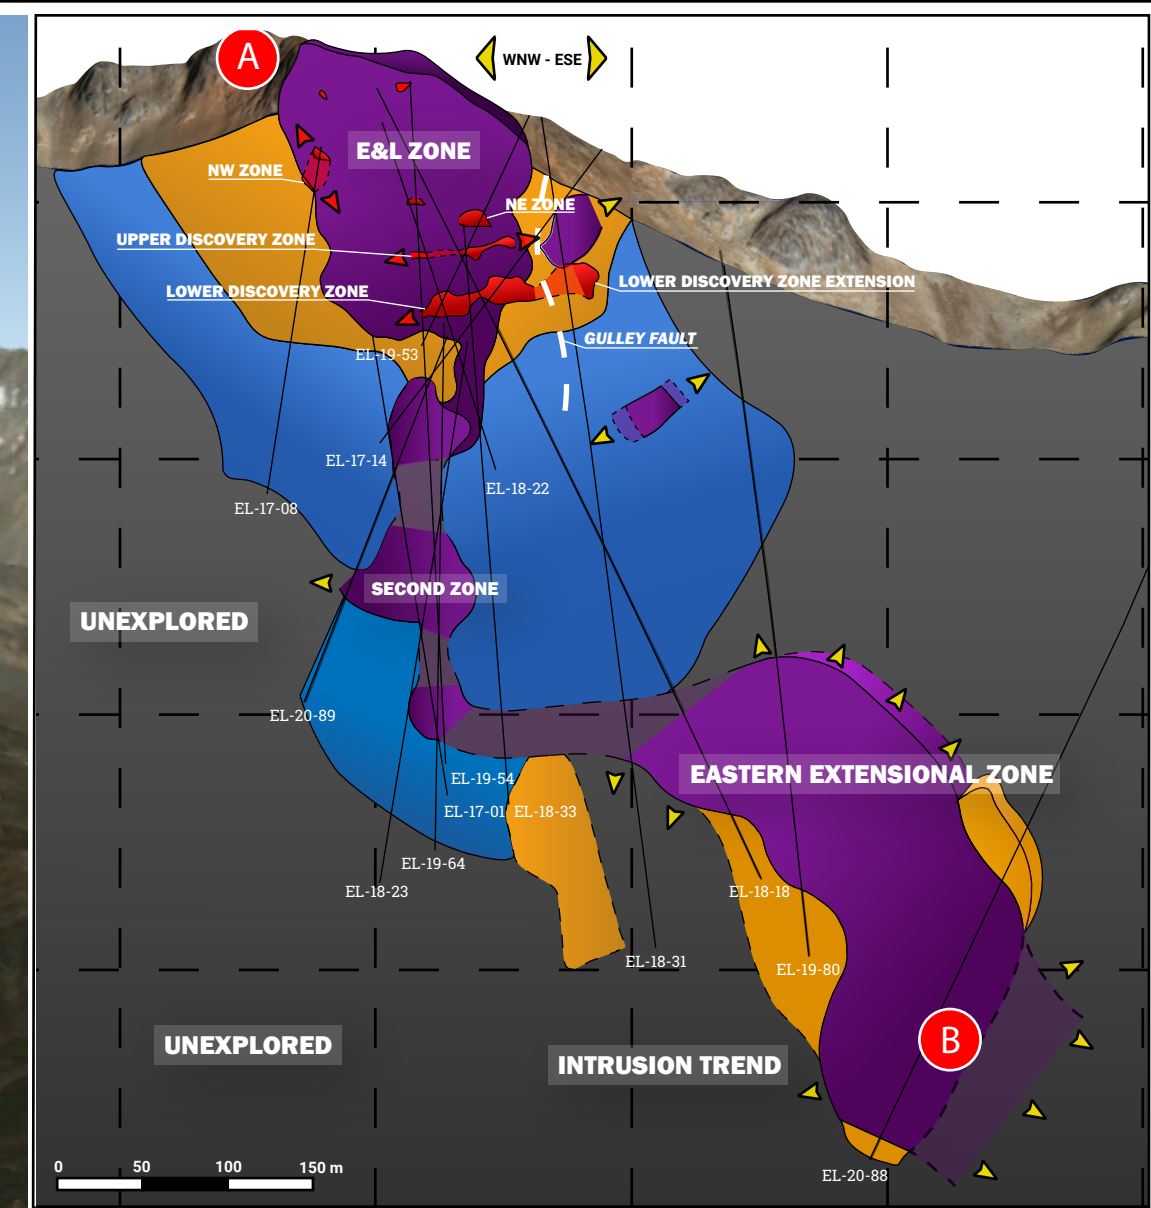 A
WNW - ESE
E&L ZONE
NW ZONE
NE ZONE
UPPER DISCOVERY ZONE
LOWER DISCOVERY ZONE
LOWER DISCOVERY ZONE EXTENSION
GULLEY FAULT
EL-19-53
EL-17-14
EL-18-22
EL-17-08
SECOND ZONE
UNEXPLORED
EL-20-89
EASTERN EXTENSIONAL ZONE
EL-19-54
EL-17-01
EL-18-33
EL-19-64
EL-18-23
EL-18-18
EL-18-31
EL-19-80
UNEXPLORED
B
INTRUSION TREND
0 50 100 150 m
EL-20-88